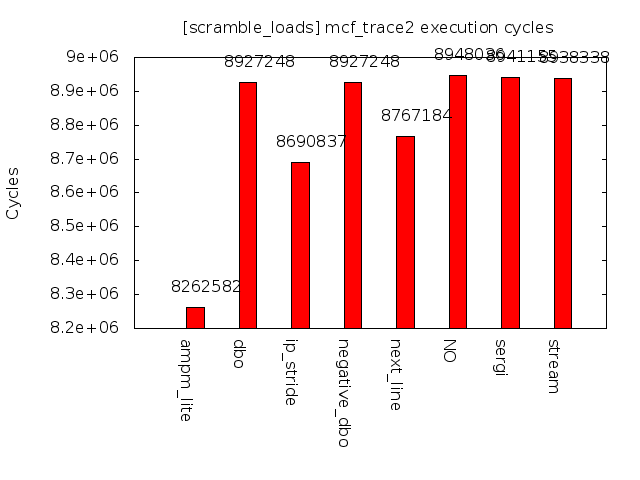 [scramble_loads] mcf_trace2 execution cycles
9e+06
8.9e+06
8.8e+06
8.7e+06
8.6e+06
8.5e+06
8.4e+06
8.3e+06
8.2e+06
Cycles
8262582
8927248
8690837
8927248
8767184
8948036
8941155
8938338
ampm_lite
dbo
ip_stride
negative_dbo
next_line
NO
sergi
stream